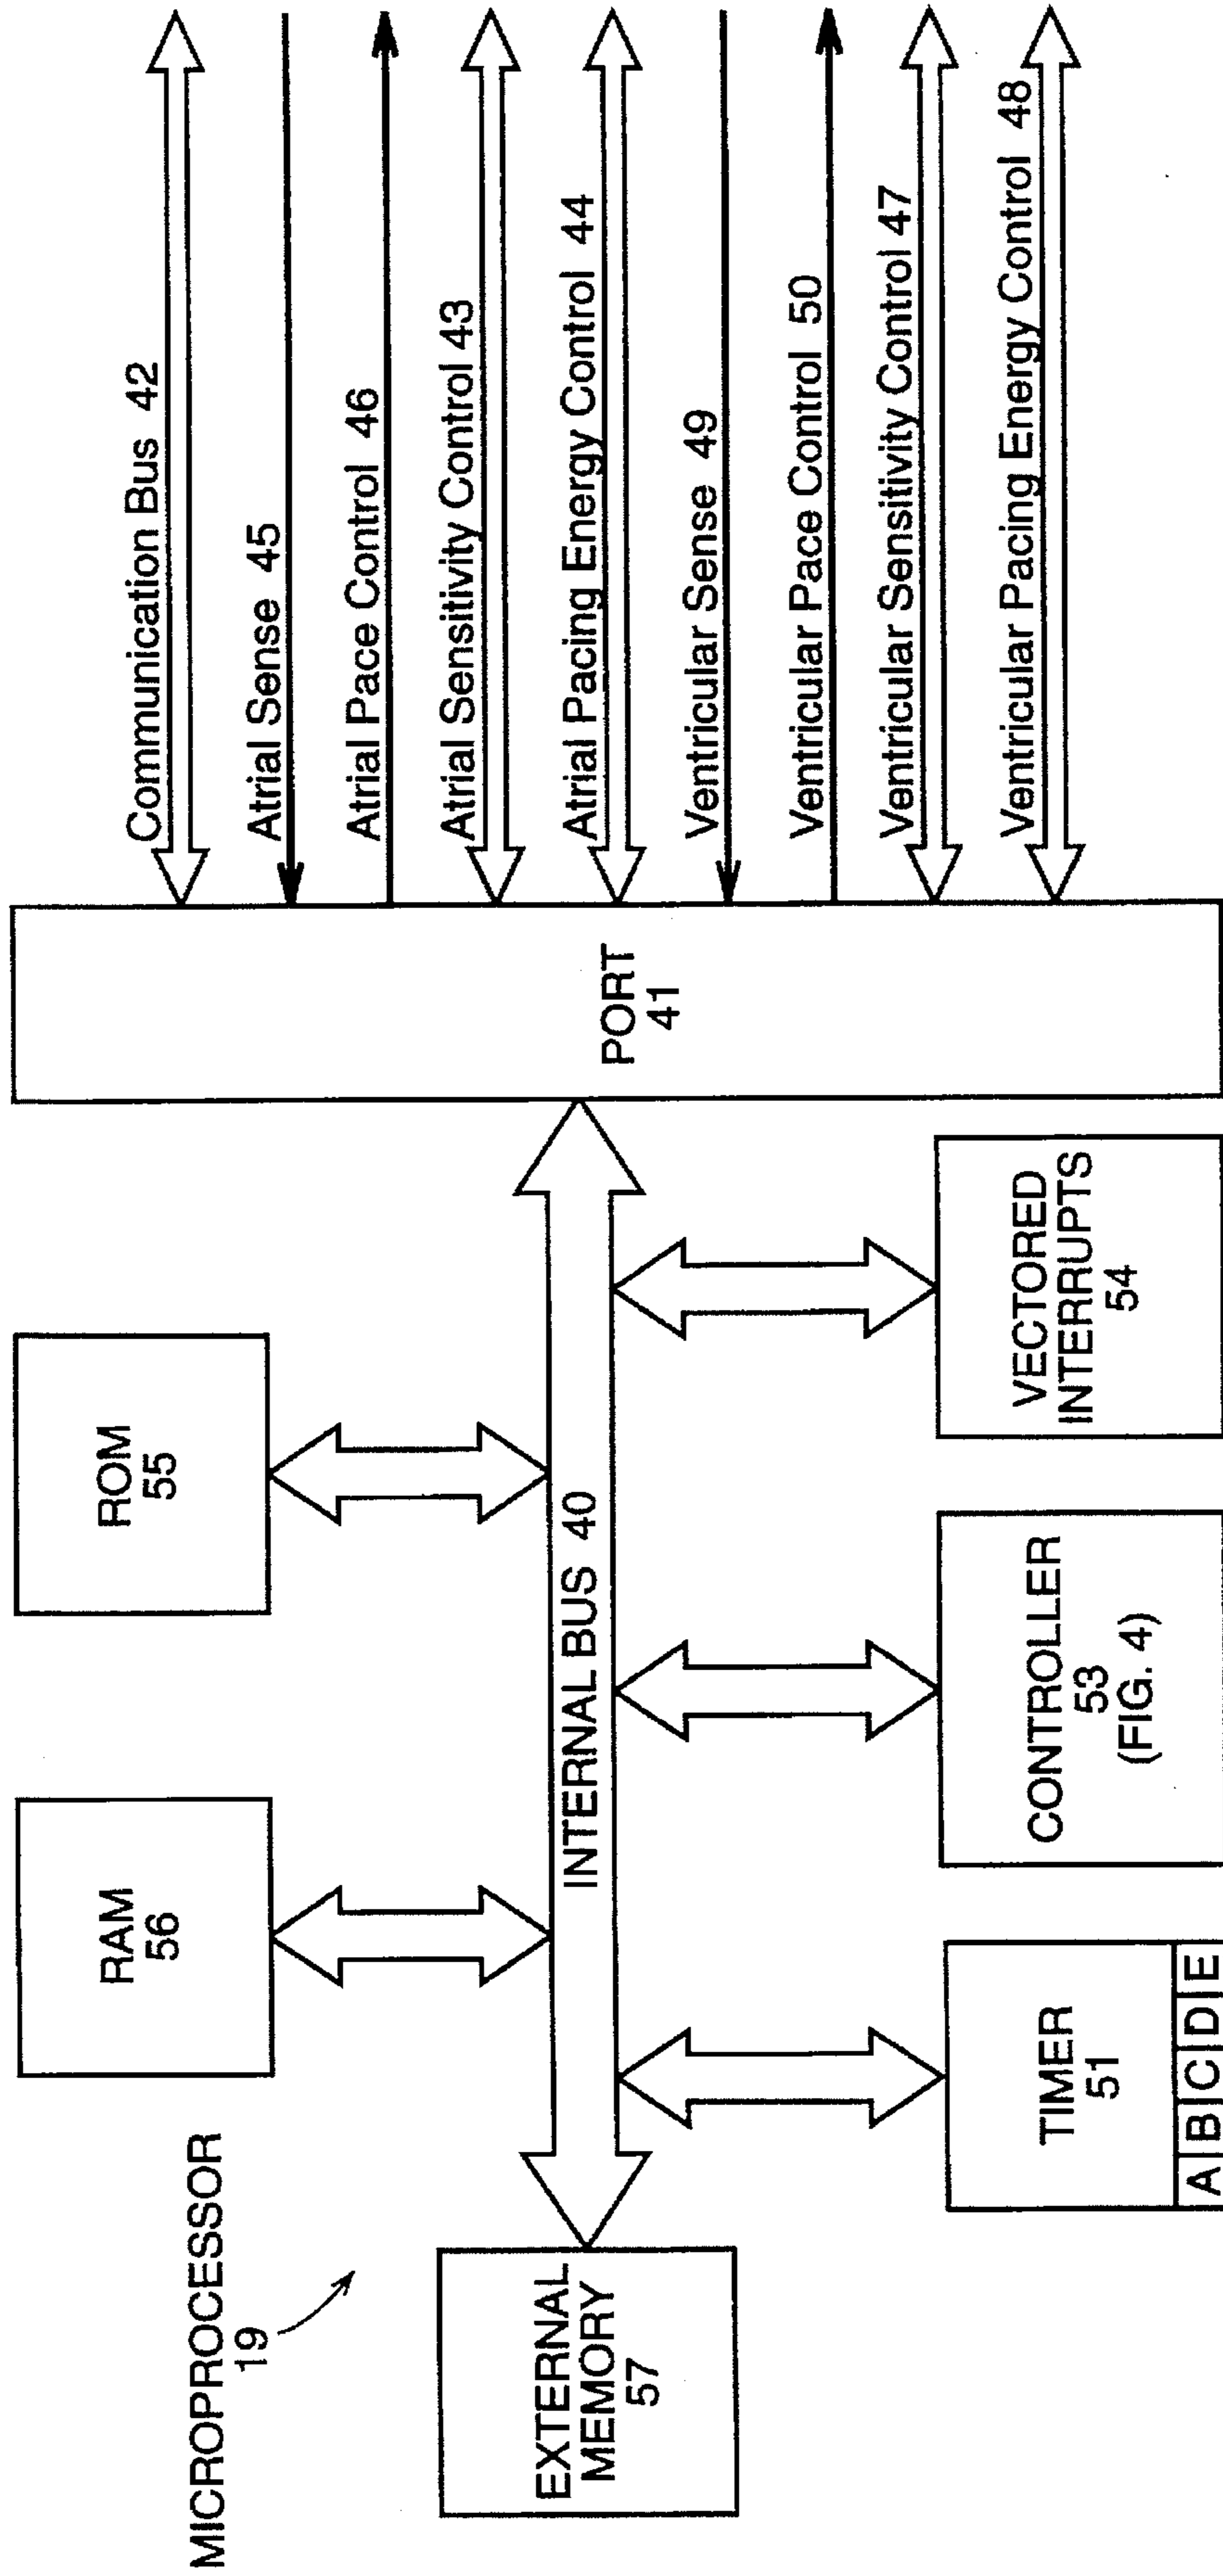 MICROPROCESSOR
19
RAM
56
ROM
55
EXTERNAL
MEMORY
57
INTERNAL BUS 40
TIMER
51
A B C D E
CONTROLLER
53
(FIG. 4)
VECTORED
INTERRUPTS
54
PORT
41
Communication Bus 42
Atrial Sense 45
Atrial Pace Control 46
Atrial Sensitivity Control 43
Atrial Pacing Energy Control 44
Ventricular Sense 49
Ventricular Pace Control 50
Ventricular Sensitivity Control 47
Ventricular Pacing Energy Control 48